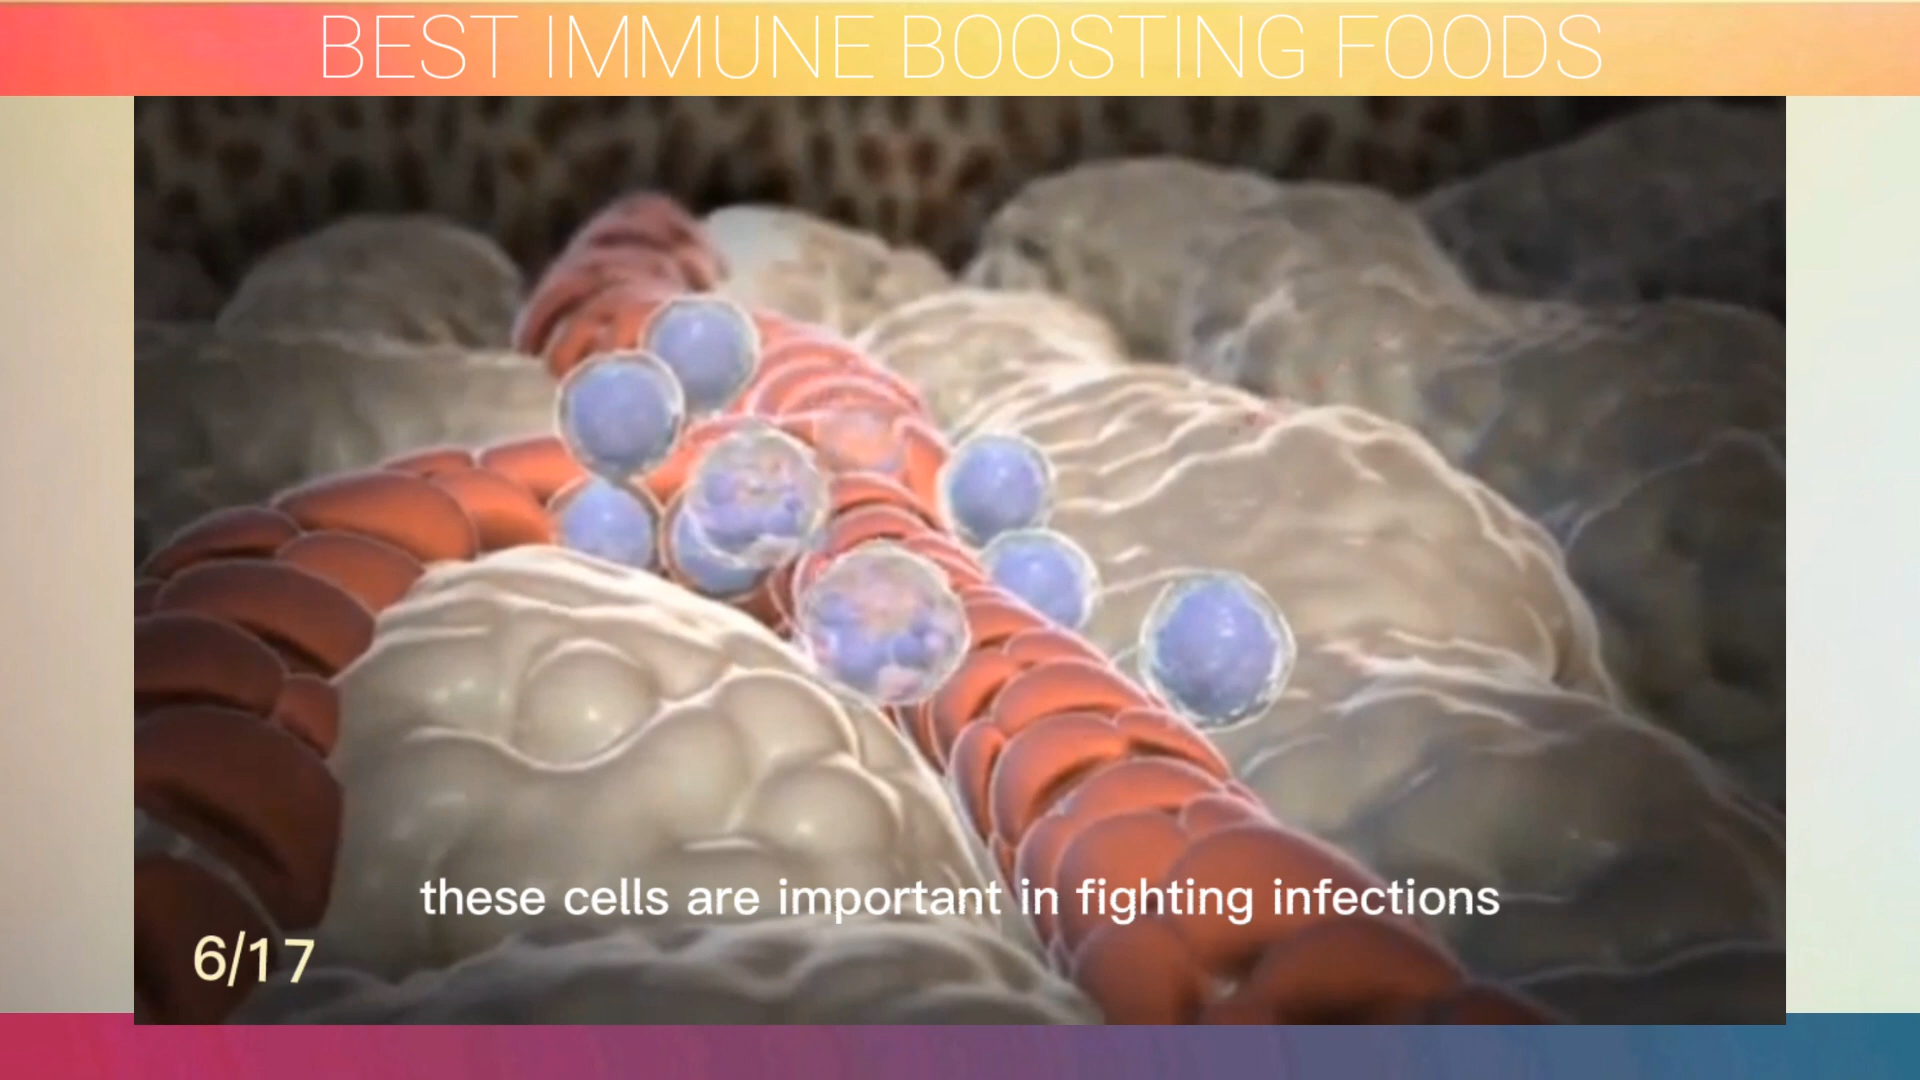 BEST IMMUNE BOOSTING FOODS
these cells are important in fighting infections
6/17